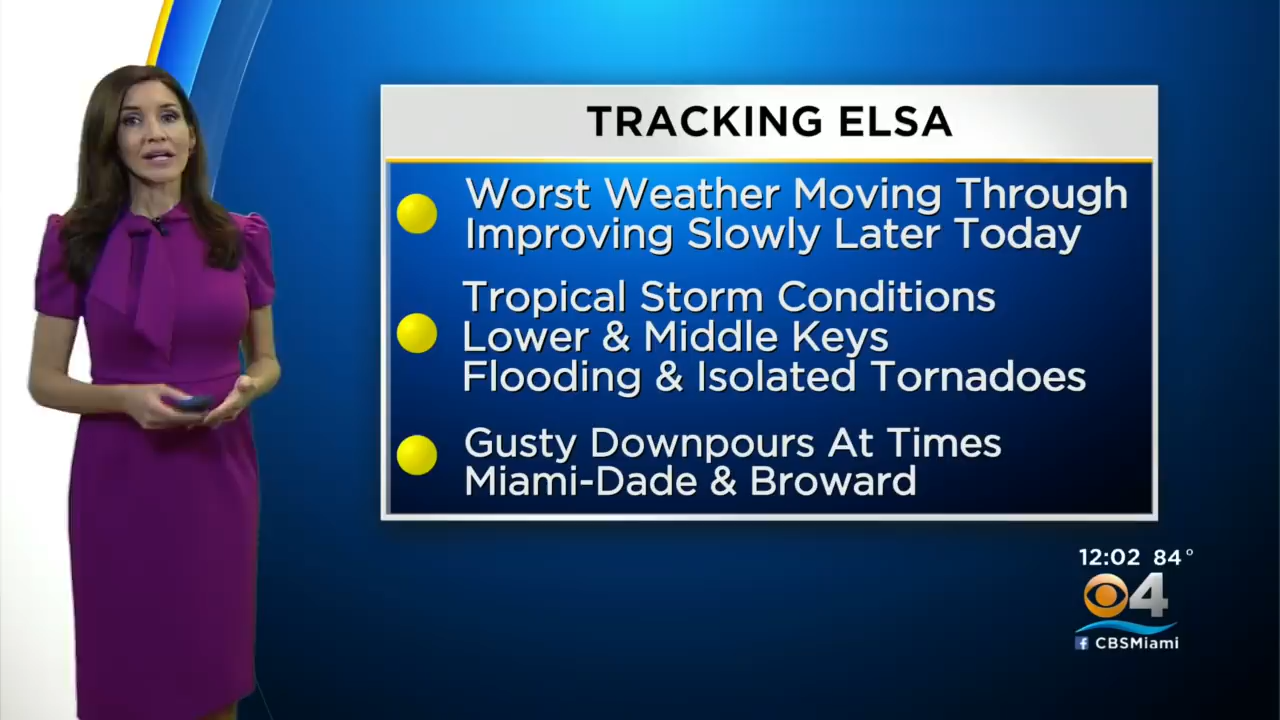 TRACKING ELSA
Worst Weather Moving Through
Improving Slowly Later Today
Tropical Storm Conditions
Lower & Middle Keys
Flooding & Isolated Tornadoes
Gusty Downpours At Times
Miami-Dade & Broward
12:02 84°
4
f CBSMiami